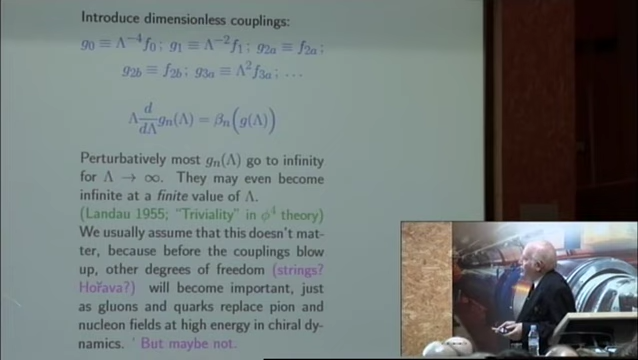 Introduce dimensionless couplings:
g₀ ≡ Λ⁻⁴f₀ ; g₁ ≡ Λ⁻²f₁ ; g₂ₐ ≡ f₂ₐ ;
g₂b ≡ f₂b ; g₃ₐ ≡ Λ²f₃ₐ ; …
Λ d/dΛ gₙ(Λ) = βₙ(g(Λ))
Perturbatively most gₙ(Λ) go to infinity
for Λ → ∞. They may even become
infinite at a finite value of Λ.
(Landau 1955; "Triviality" in ϕ⁴ theory)
We usually assume that this doesn't mat-
ter, because before the couplings blow
up, other degrees of freedom (strings?
Hořava?) will become important, just
as gluons and quarks replace pion and
nucleon fields at high energy in chiral dy-
namics. ' But maybe not.